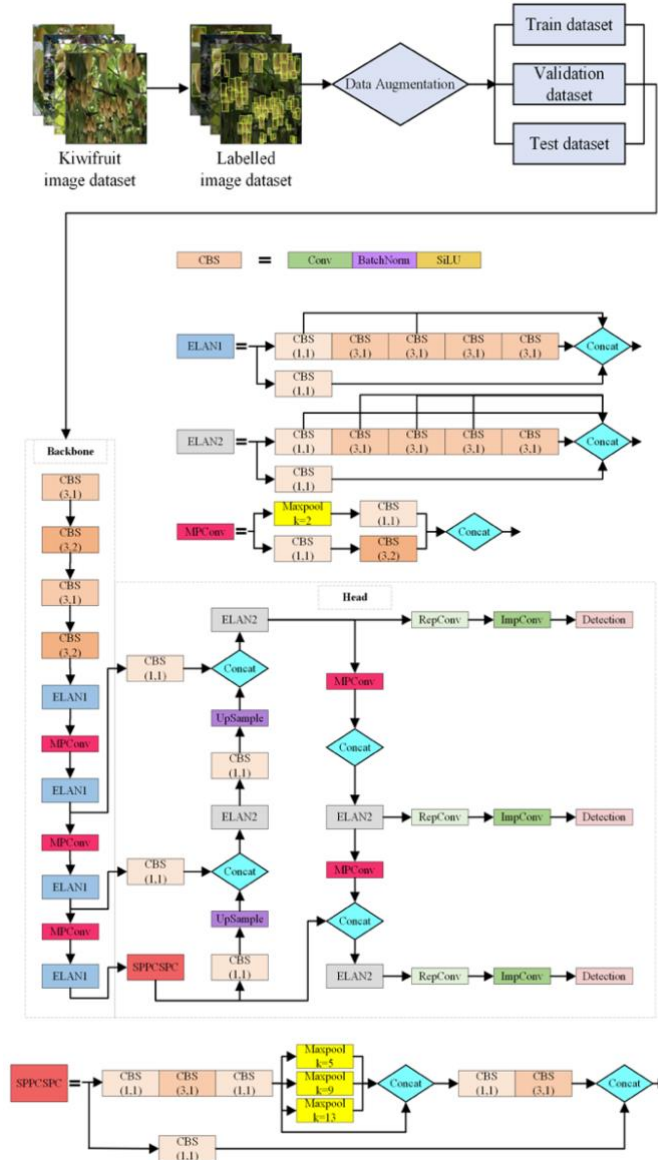 Kiwifruit
image dataset
Labelled
image dataset
Data Augmentation
Train dataset
Validation
dataset
Test dataset
CBS
=
Conv
BatchNorm
SiLU
ELAN1
=
CBS
(1,1)
CBS
(3,1)
CBS
(3,1)
CBS
(3,1)
CBS
(3,1)
Concat
CBS
(1,1)
ELAN2
=
CBS
(1,1)
CBS
(3,1)
CBS
(3,1)
CBS
(3,1)
CBS
(3,1)
Concat
CBS
(1,1)
MPConv
=
Maxpool
k=2
CBS
(1,1)
CBS
(1,1)
CBS
(3,2)
Concat
Backbone
CBS
(3,1)
CBS
(3,2)
CBS
(3,1)
CBS
(3,2)
ELAN1
MPConv
ELAN1
MPConv
ELAN1
MPConv
ELAN1
Head
CBS
(1,1)
CBS
(1,1)
SPPCSPC
ELAN2
Concat
UpSample
CBS
(1,1)
ELAN2
Concat
UpSample
CBS
(1,1)
MPConv
Concat
ELAN2
MPConv
Concat
ELAN2
RepConv
ImpConv
Detection
RepConv
ImpConv
Detection
RepConv
ImpConv
Detection
SPPCSPC
=
CBS
(1,1)
CBS
(3,1)
CBS
(1,1)
Maxpool
k=5
Maxpool
k=9
Maxpool
k=13
Concat
CBS
(1,1)
CBS
(3,1)
Concat
CBS
(1,1)